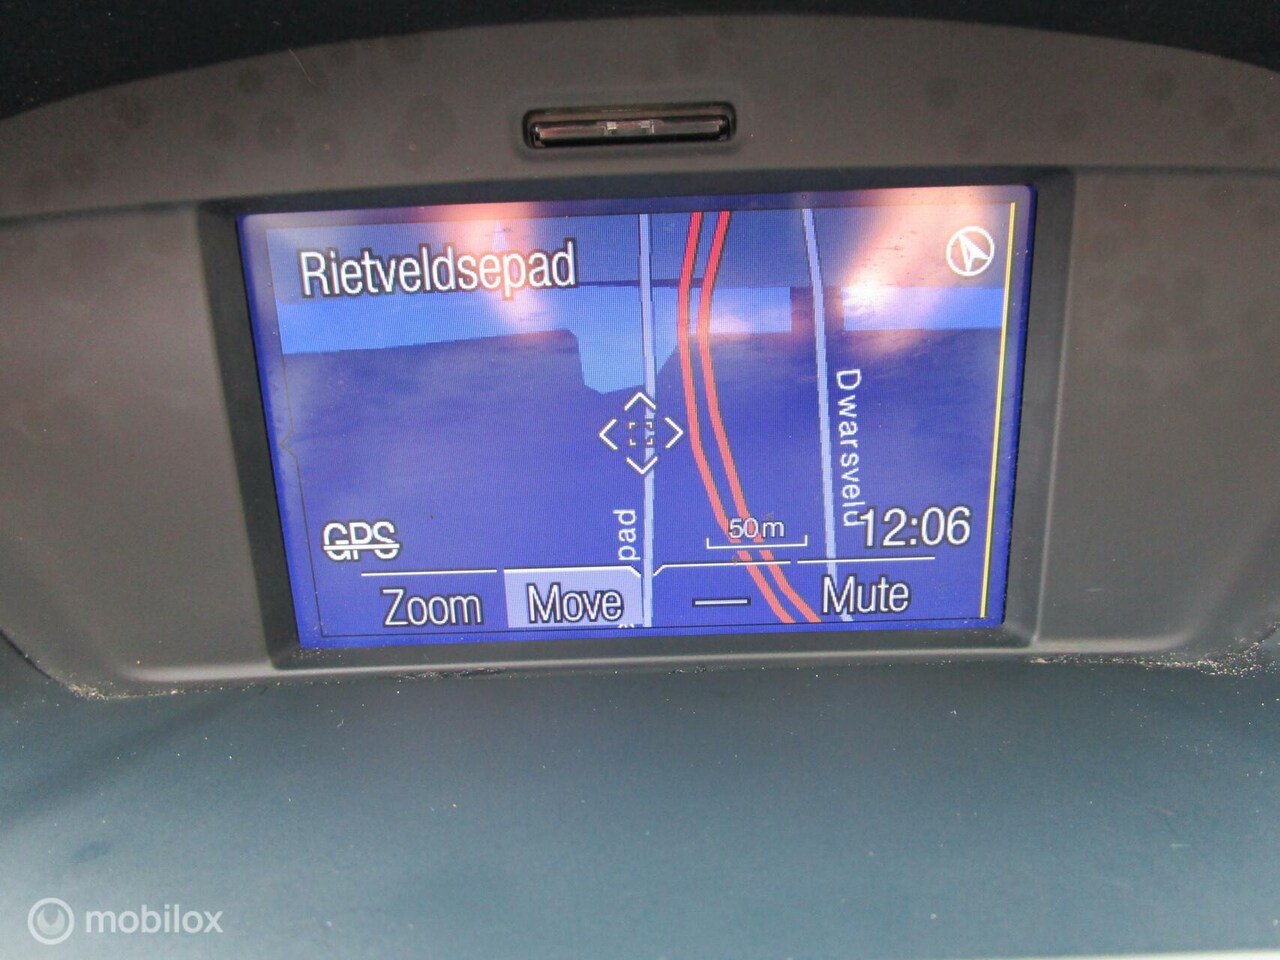 Rietveldsepad
Dwarsveld
GPS
pad
50m
12:06
Zoom
Move
Mute
mobilox